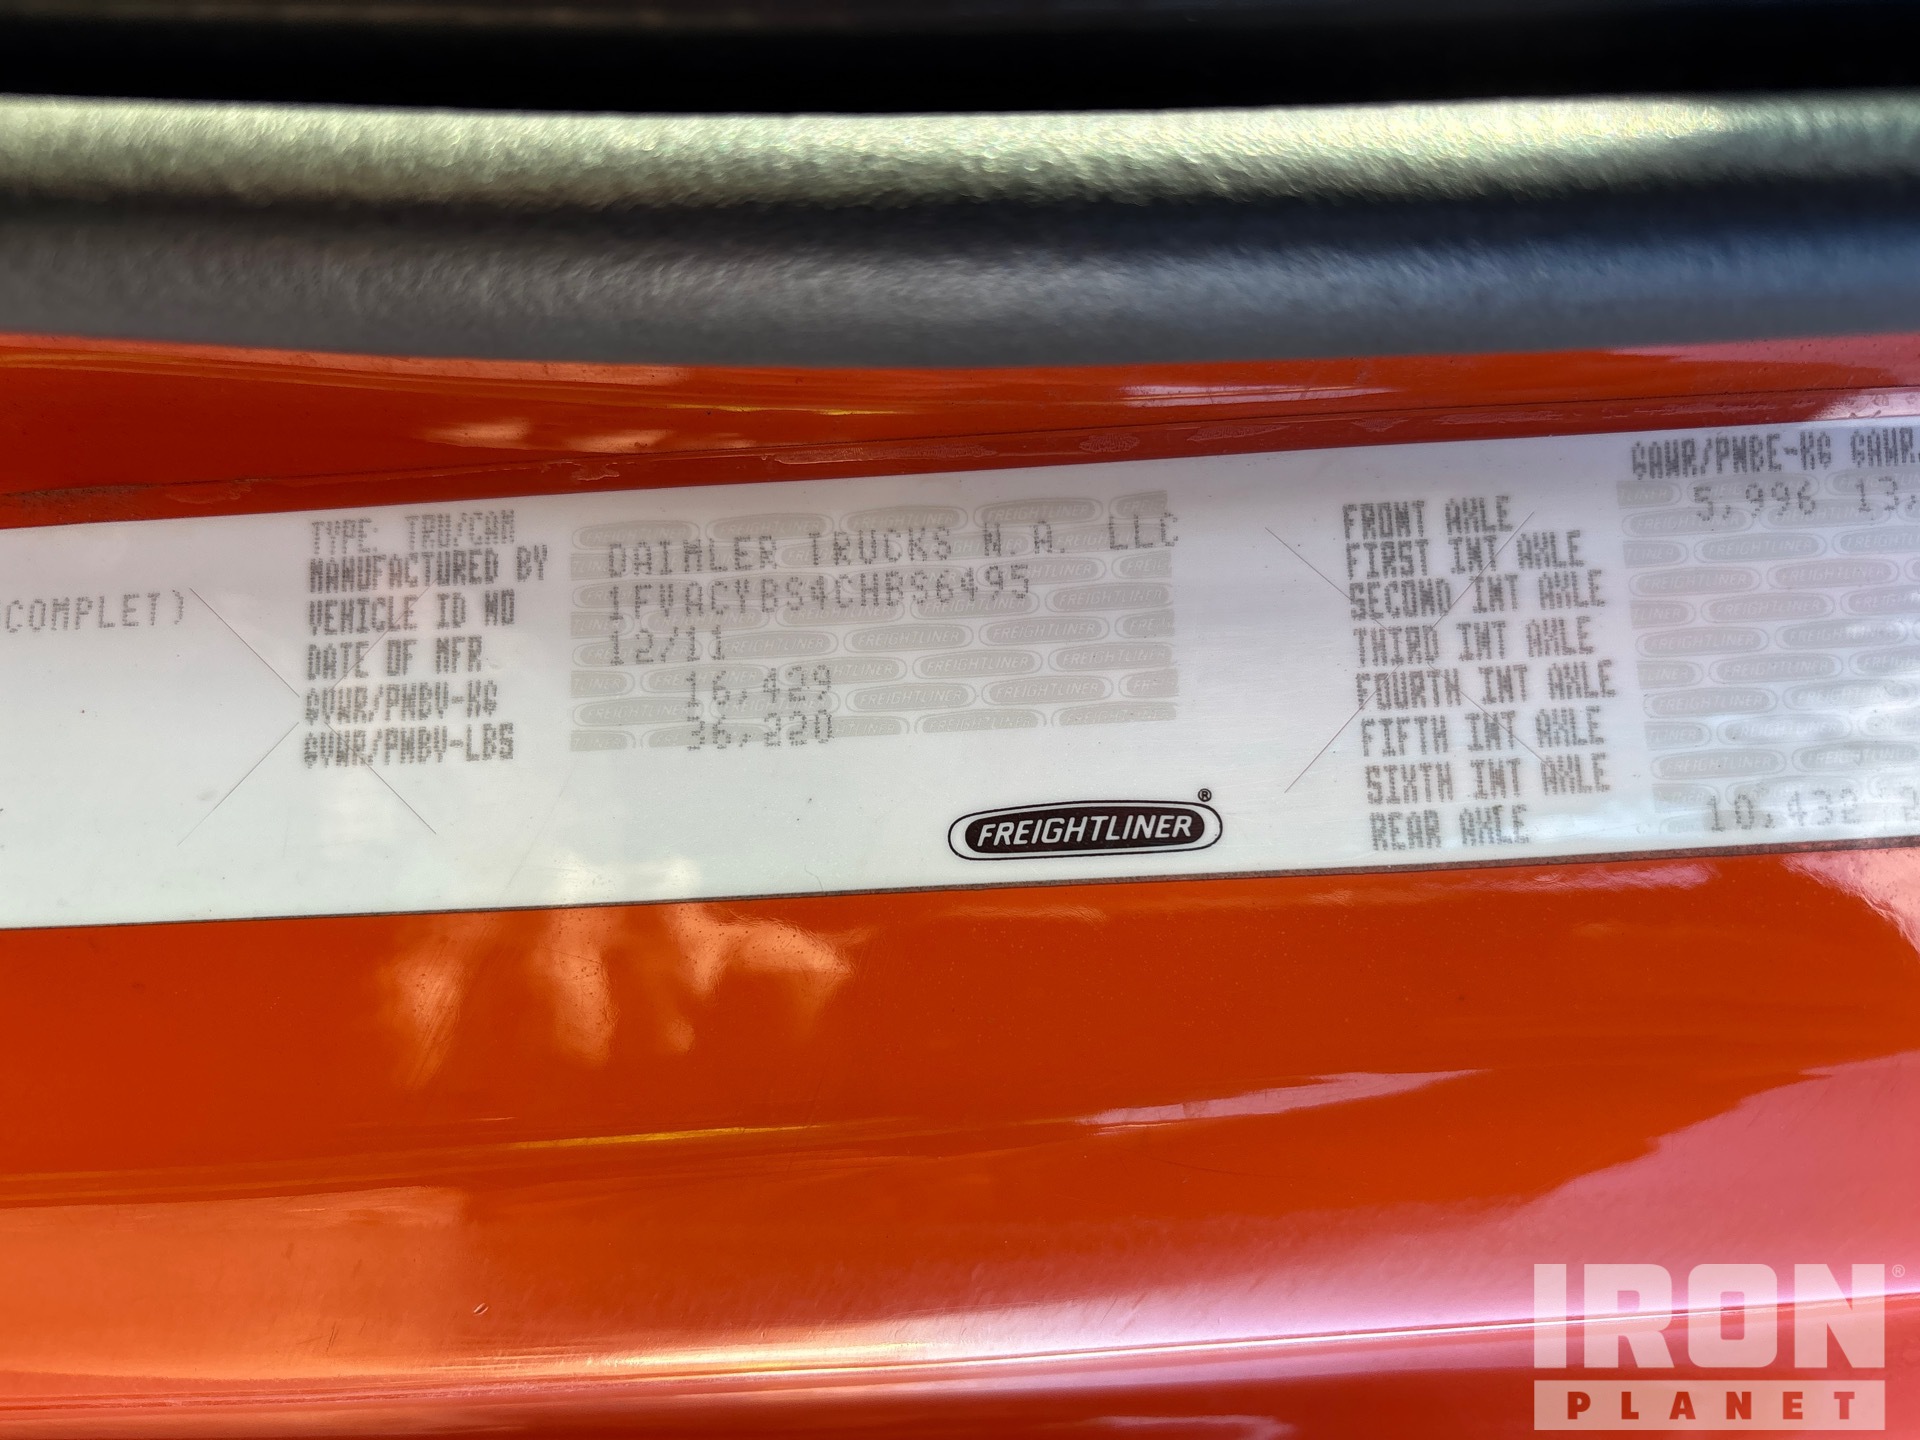 COMPLET)
TYPE: TRU/CAN
MANUFACTURED BY DAIMLER TRUCKS N.A. LLC
VEHICLE ID NO 1FVACYBS4CHBS6495
DATE OF MFR 12/11
GVWR/PNBV-KG 16,429
GVWR/PNBV-LBS 36,220
FREIGHTLINER®
GAWR/PNBE-KG GAWR
FRONT AXLE 5,996 13,
FIRST INT AXLE
SECOND INT AXLE
THIRD INT AXLE
FOURTH INT AXLE
FIFTH INT AXLE
SIXTH INT AXLE
REAR AXLE 10,432 2
IRON®
PLANET